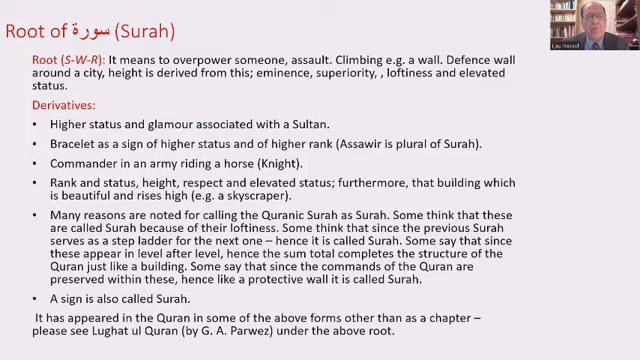 Root of سورة (Surah)
Root (S-W-R): It means to overpower someone, assault. Climbing e.g. a wall. Defence wall
around a city, height is derived from this; eminence, superiority, , loftiness and elevated
status.
Derivatives:
• Higher status and glamour associated with a Sultan.
• Bracelet as a sign of higher status and of higher rank (Assawir is plural of Surah).
• Commander in an army riding a horse (Knight).
• Rank and status, height, respect and elevated status; furthermore, that building which
is beautiful and rises high (e.g. a skyscraper).
• Many reasons are noted for calling the Quranic Surah as Surah. Some think that these
are called Surah because of their loftiness. Some think that since the previous Surah
serves as a step ladder for the next one – hence it is called Surah. Some say that since
these appear in level after level, hence the sum total completes the structure of the
Quran just like a building. Some say that since the commands of the Quran are
preserved within these, hence like a protective wall it is called Surah.
• A sign is also called Surah.
It has appeared in the Quran in some of the above forms other than as a chapter –
please see Lughat ul Quran (by G. A. Parwez) under the above root.